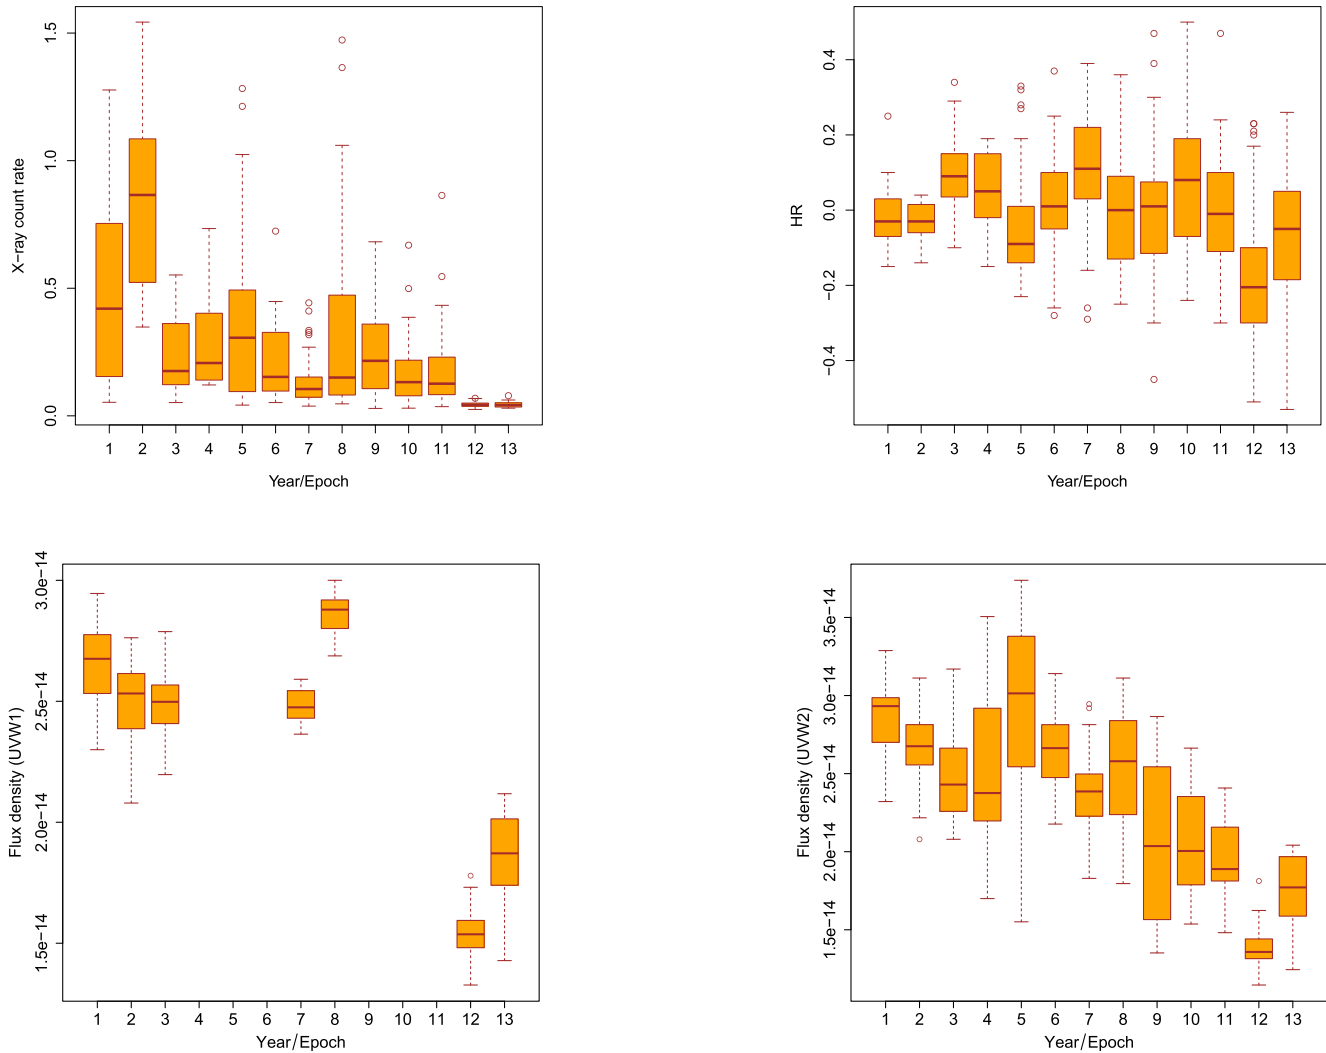 X−ray count rate
1.5
1.0
0.5
0.0
1 2 3 4 5 6 7 8 9 10 11 12 13
Year/Epoch
HR
0.4
0.2
0.0
−0.2
−0.4
1 2 3 4 5 6 7 8 9 10 11 12 13
Year/Epoch
Flux density (UVW1)
3.0e−14
2.5e−14
2.0e−14
1.5e−14
1 2 3 4 5 6 7 8 9 10 11 12 13
Year/Epoch
Flux density (UVW2)
3.5e−14
3.0e−14
2.5e−14
2.0e−14
1.5e−14
1 2 3 4 5 6 7 8 9 10 11 12 13
Year/Epoch